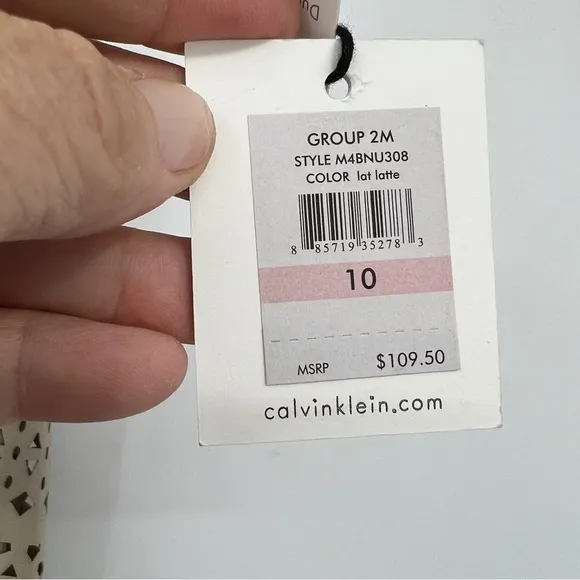 GROUP 2M
STYLE M4BNU308
COLOR lat latte
8 85719 35278 3
10
MSRP $109.50
calvinklein.com